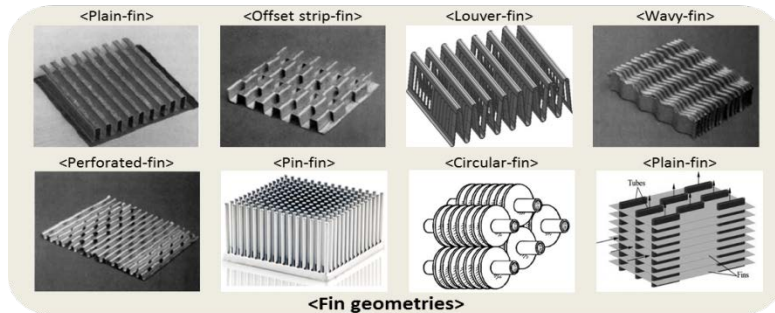 <Plain-fin>
<Offset strip-fin>
<Louver-fin>
<Wavy-fin>
<Perforated-fin>
<Pin-fin>
<Circular-fin>
<Plain-fin>
Tubes
Fins
<Fin geometries>